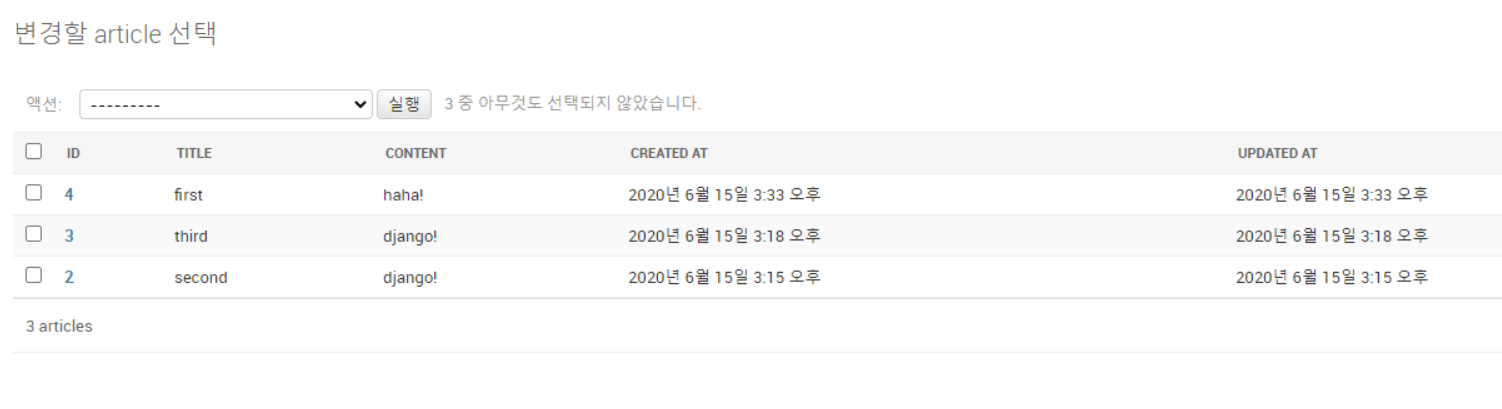 변경할 article 선택
액션: --------- 실행 3 중 아무것도 선택되지 않았습니다.
ID TITLE CONTENT CREATED AT UPDATED AT
4 first haha! 2020년 6월 15일 3:33 오후 2020년 6월 15일 3:33 오후
3 third django! 2020년 6월 15일 3:18 오후 2020년 6월 15일 3:18 오후
2 second django! 2020년 6월 15일 3:15 오후 2020년 6월 15일 3:15 오후
3 articles